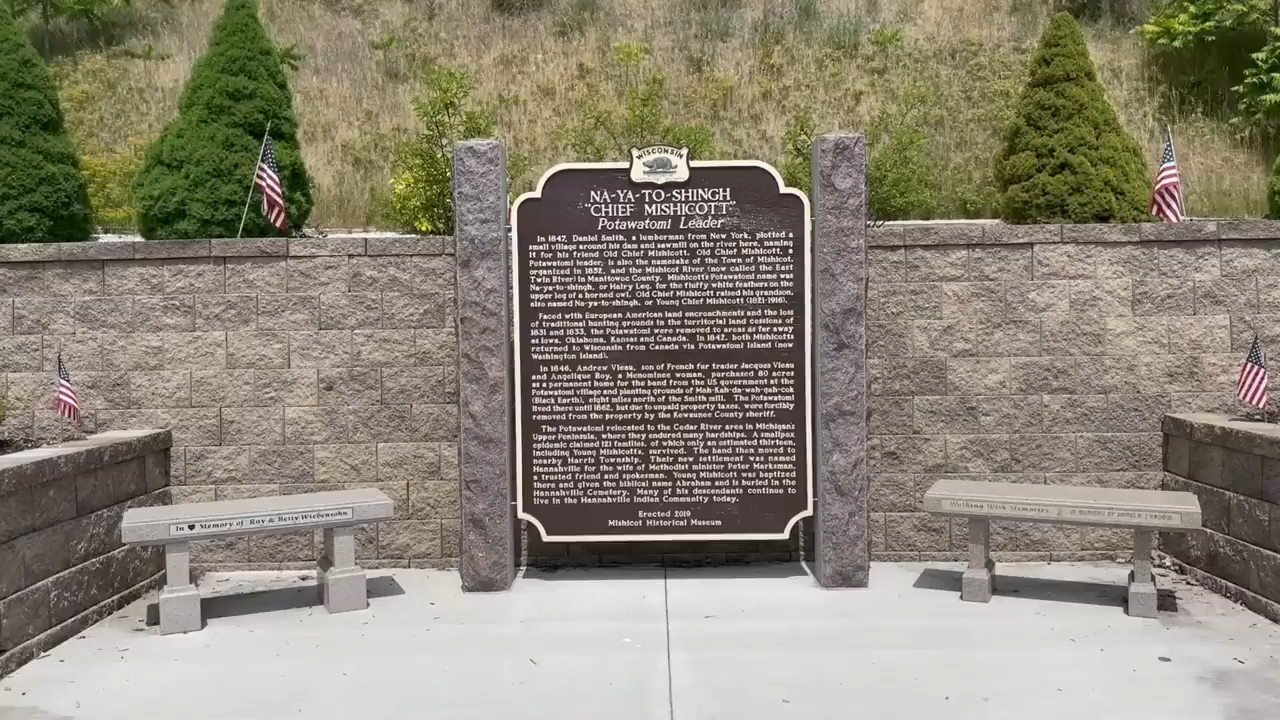 WISCONSIN
NA-YA-TO-SHINGH
"CHIEF MISHICOTT"
Potawatomi Leader
In 1847, Daniel Smith, a lumberman from New York, plotted a
small village around his dam and sawmill on the river here, naming
it for his friend Old Chief Mishicott. Old Chief Mishicott, a
Potawatomi leader, is also the namesake of the Town of Mishicot,
organized in 1852, and the Mishicot River (now called the East
Twin River) in Manitowoc County. Mishicott's Potawatomi name was
Na-ya-to-shingh, or Hairy Leg, for the fluffy white feathers on the
upper leg of a horned owl. Old Chief Mishicott raised his grandson,
also named Na-ya-to-shingh, or Young Chief Mishicott (1821-1916).
Faced with European American land encroachments and the loss
of traditional hunting grounds in the territorial land cessions of
1831 and 1833, the Potawatomi were removed to areas as far away
as Iowa, Oklahoma, Kansas and Canada. In 1842, both Mishicotts
returned to Wisconsin from Canada via Potawatomi Island (now
Washington Island).
In 1846, Andrew Vieau, son of French fur trader Jacques Vieau
and Angelique Roy, a Menominee woman, purchased 80 acres
as a permanent home for the band from the US government at the
Potawatomi village and planting grounds of Mah-Kah-da-wah-gah-cok
(Black Earth), eight miles north of the Smith mill. The Potawatomi
lived there until 1862, but due to unpaid property taxes, were forcibly
removed from the property by the Kewaunee County sheriff.
The Potawatomi relocated to the Cedar River area in Michigan's
Upper Peninsula, where they endured many hardships. A smallpox
epidemic claimed 121 families, of which only an estimated thirteen,
including Young Mishicott's, survived. The band then moved to
nearby Harris Township. Their new settlement was named
Hannahville for the wife of Methodist minister Peter Marksman,
a trusted friend and spokesman. Young Mishicott was baptized
there and given the biblical name Abraham and is buried in the
Hannahville Cemetery. Many of his descendants continue to
live in the Hannahville Indian Community today.
Erected 2019
Mishicot Historical Museum
In ♥ Memory of Roy & Betty Wiebensohn
Walking With Memories